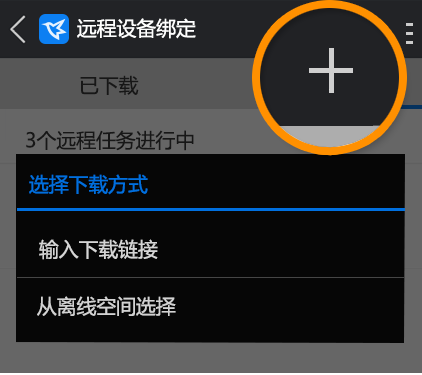 远程设备绑定
已下载
3个远程任务进行中
选择下载方式
输入下载链接
从离线空间选择